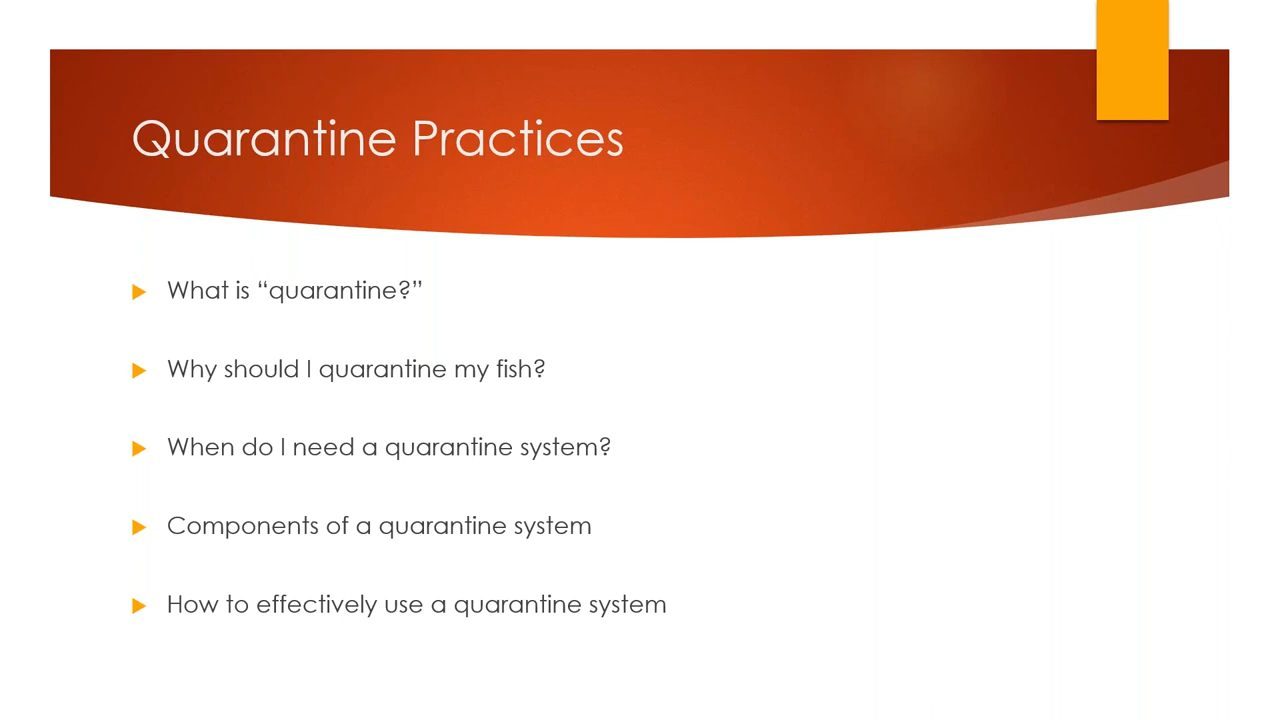 Quarantine Practices
What is “quarantine?”
Why should I quarantine my fish?
When do I need a quarantine system?
Components of a quarantine system
How to effectively use a quarantine system